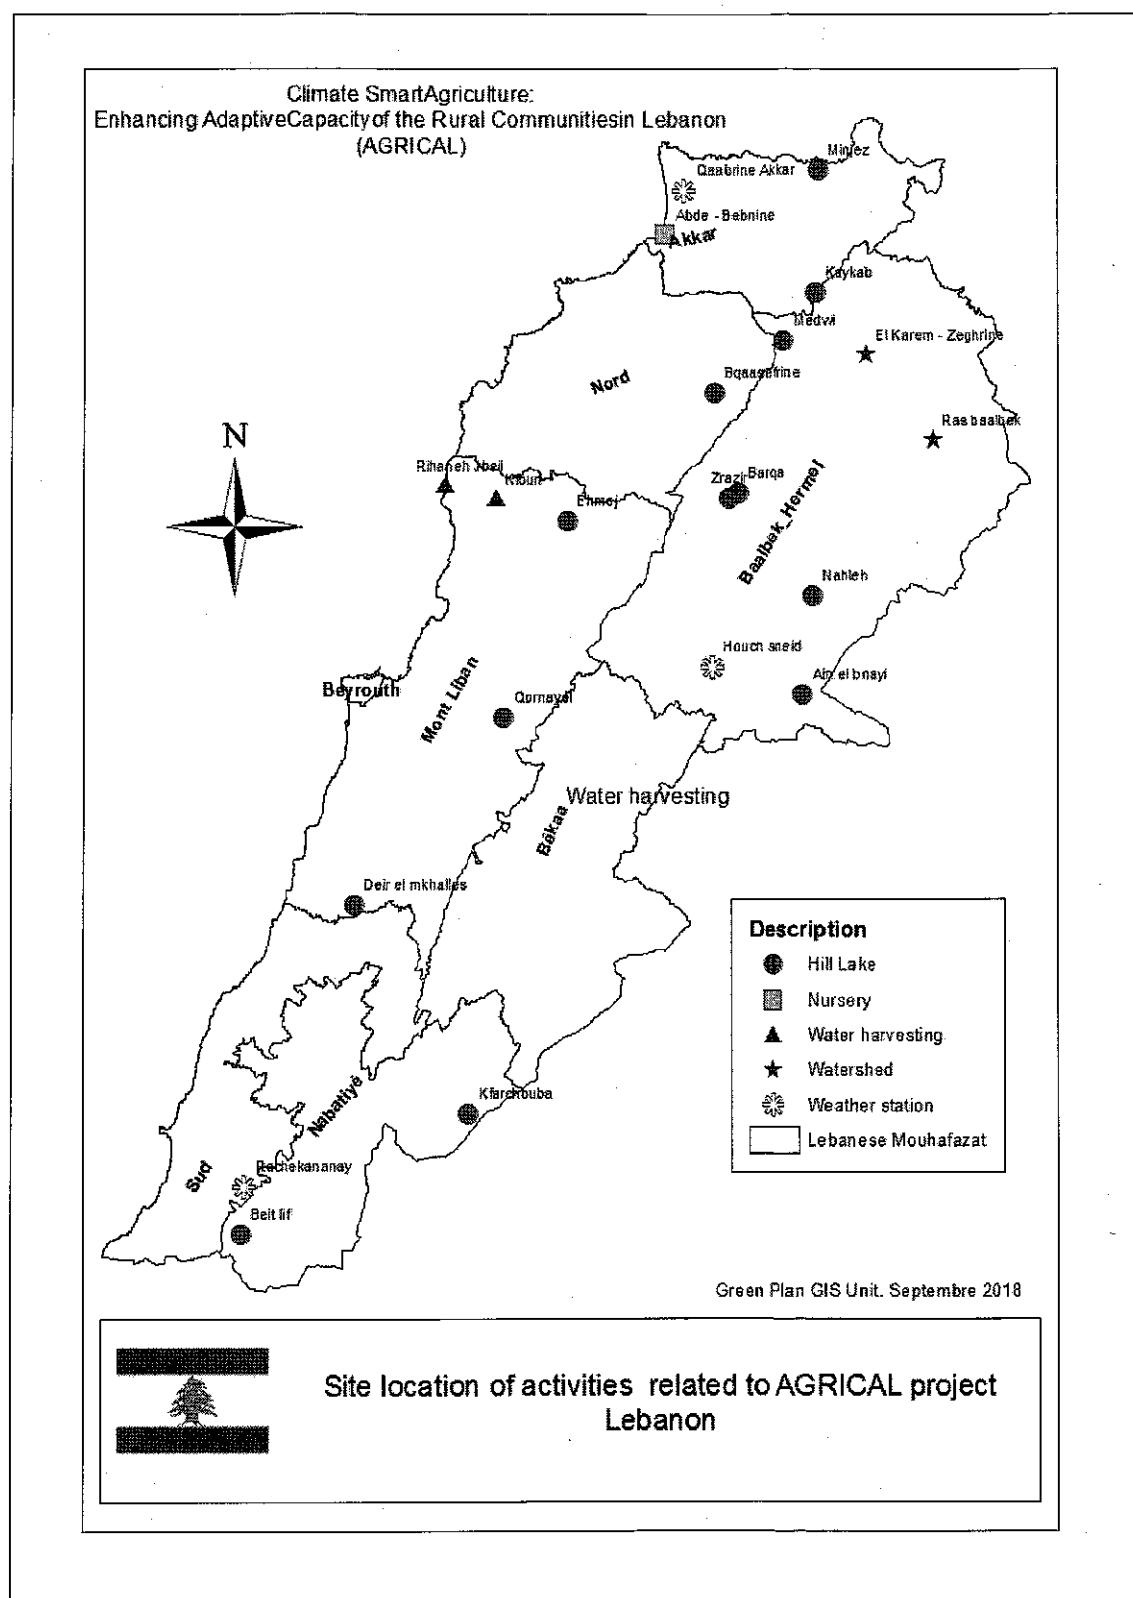 Climate SmartAgriculture:
Enhancing AdaptiveCapacity of the Rural Communitiesin Lebanon
(AGRICAL)
Minjez
Qaabrine Akkar
Abde - Bebnine
Akkar
Kaykab
Medwi
El Karem - Zeghrine
Nord
Ras baalbek
N
Rihaneh Jbeil
Ehmej
Zrazir
Barqa
Baalbek_Hermel
Nahleh
Houch sneid
Ain el bnayi
Beyrouth
Mont Liban
Qornayel
Water harvesting
Békaa
Deir el mkhalles
Description
Hill Lake
Nursery
Water harvesting
Watershed
Weather station
Lebanese Mouhafazat
Kfarchouba
Nabatiyé
Sud
Rachekananay
Beit lif
Green Plan GIS Unit. Septembre 2018
Site location of activities related to AGRICAL project
Lebanon